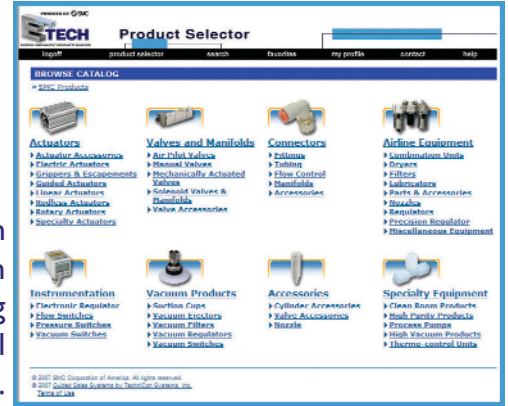 POWERED BY SMC
ETECH
Product Selector
logoff product selector search favorites my profile contact help
BROWSE CATALOG
» SMC Products
Actuators
Actuator Accessories
Electric Actuators
Grippers & Escapements
Guided Actuators
Linear Actuators
Rodless Actuators
Rotary Actuators
Specialty Actuators
Valves and Manifolds
Air Pilot Valves
Manual Valves
Mechanically Actuated
Valves
Solenoid Valves &
Manifolds
Valve Accessories
Connectors
Fittings
Tubing
Flow Control
Manifolds
Accessories
Airline Equipment
Combination Units
Dryers
Filters
Lubricators
Parts & Accessories
Nozzles
Regulators
Precision Regulator
Miscellaneous Equipment
Instrumentation
Electronic Regulator
Flow Switches
Pressure Switches
Vacuum Switches
Vacuum Products
Suction Cups
Vacuum Ejectors
Vacuum Filters
Vacuum Regulators
Vacuum Switches
Accessories
Cylinder Accessories
Valve Accessories
Nozzle
Specialty Equipment
Clean Room Products
High Purity Products
Process Pumps
High Vacuum Products
Thermo-control Units
© 2007 SMC Corporation of America. All rights reserved.
© 2007 Guided Sales Systems by TechniCon Systems, Inc.
Terms of Use